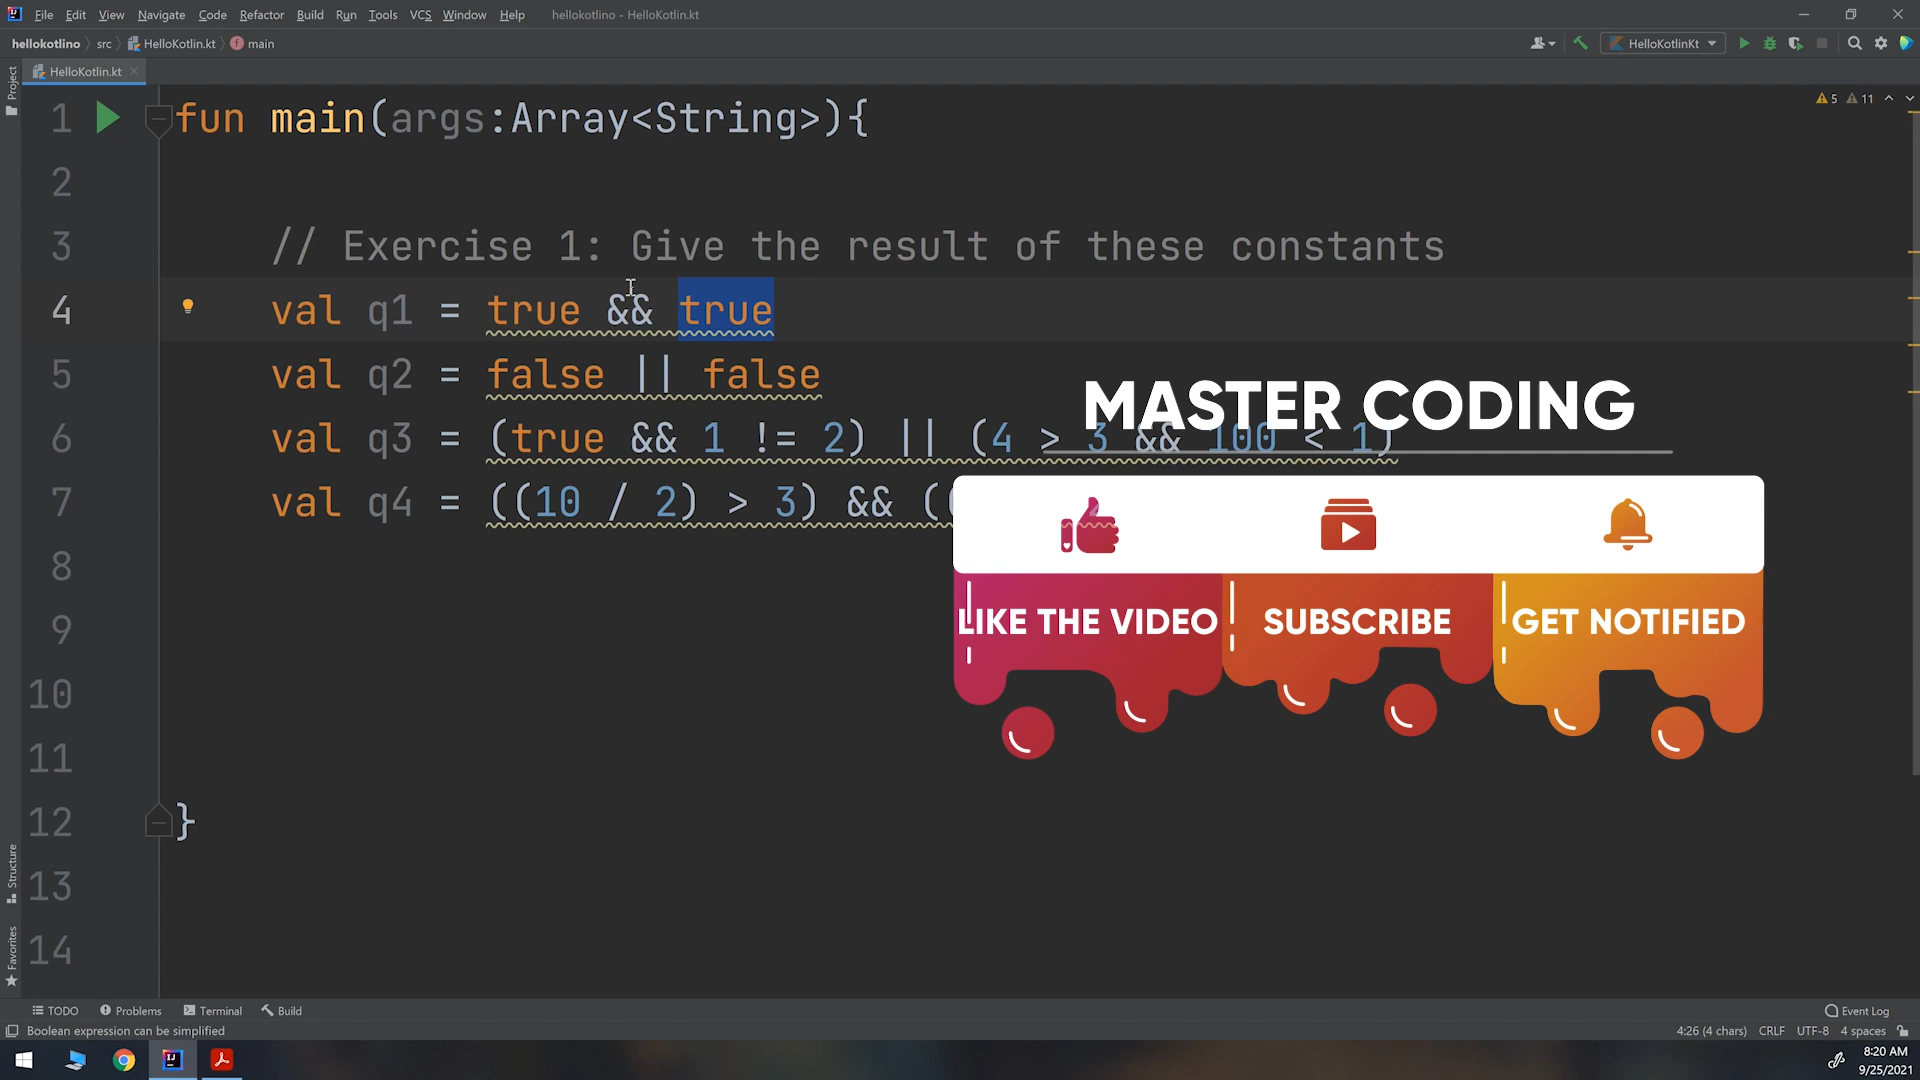 File Edit View Navigate Code Refactor Build Run Tools VCS Window Help hellokotlino - HelloKotlin.kt
hellokotlino src HelloKotlin.kt main HelloKotlinKt
Project
HelloKotlin.kt
5 11
1 fun main(args:Array<String>){
2
3 // Exercise 1: Give the result of these constants
4 val q1 = true && true
5 val q2 = false || false
MASTER CODING
6 val q3 = (true && 1 != 2) || (4 > 3 && 100 < 1)
7 val q4 = ((10 / 2) > 3) && ((
8
LIKE THE VIDEO SUBSCRIBE GET NOTIFIED
9
10
11
12 }
13
14
Structure
Favorites
TODO Problems Terminal Build Event Log
Boolean expression can be simplified 4:26 (4 chars) CRLF UTF-8 4 spaces
8:20 AM
9/25/2021